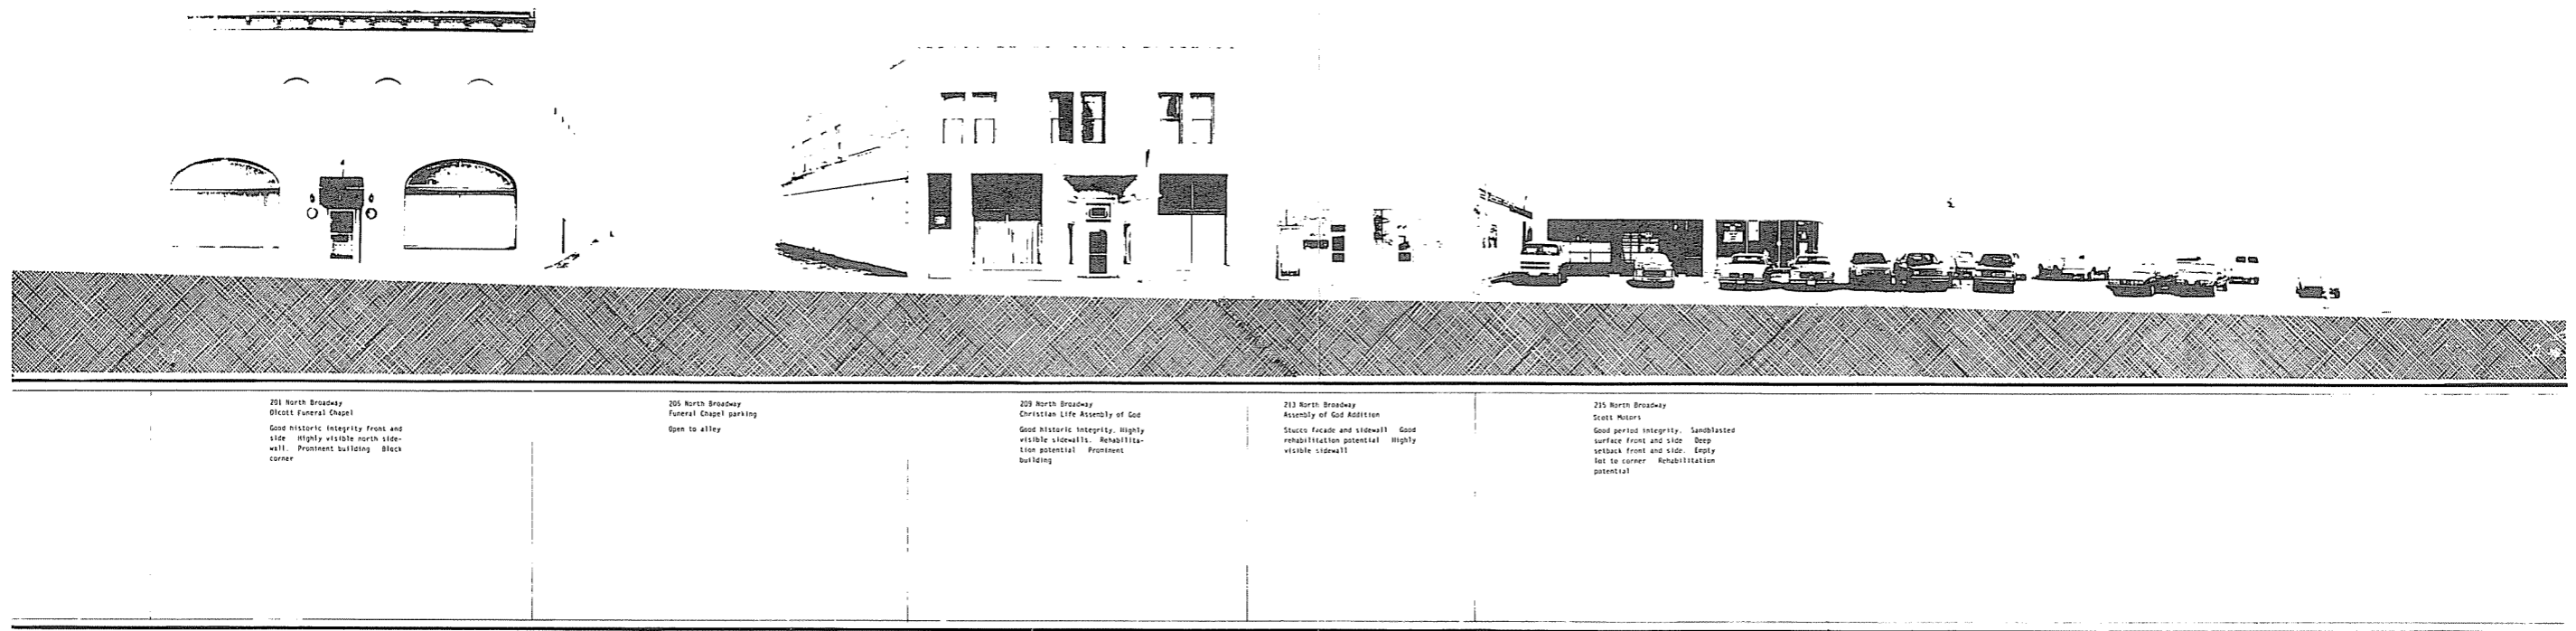 201 North Broadway
Olcott Funeral Chapel
Good historic integrity front and
side Highly visible north side-
wall. Prominent building Block
corner
205 North Broadway
Funeral Chapel parking
Open to alley
209 North Broadway
Christian Life Assembly of God
Good historic integrity. Highly
visible sidewalls. Rehabilita-
tion potential Prominent
building
213 North Broadway
Assembly of God Addition
Stucco facade and sidewall Good
rehabilitation potential Highly
visible sidewall
215 North Broadway
Scott Motors
Good period integrity. Sandblasted
surface front and side Deep
setback front and side. Empty
lot to corner Rehabilitation
potential